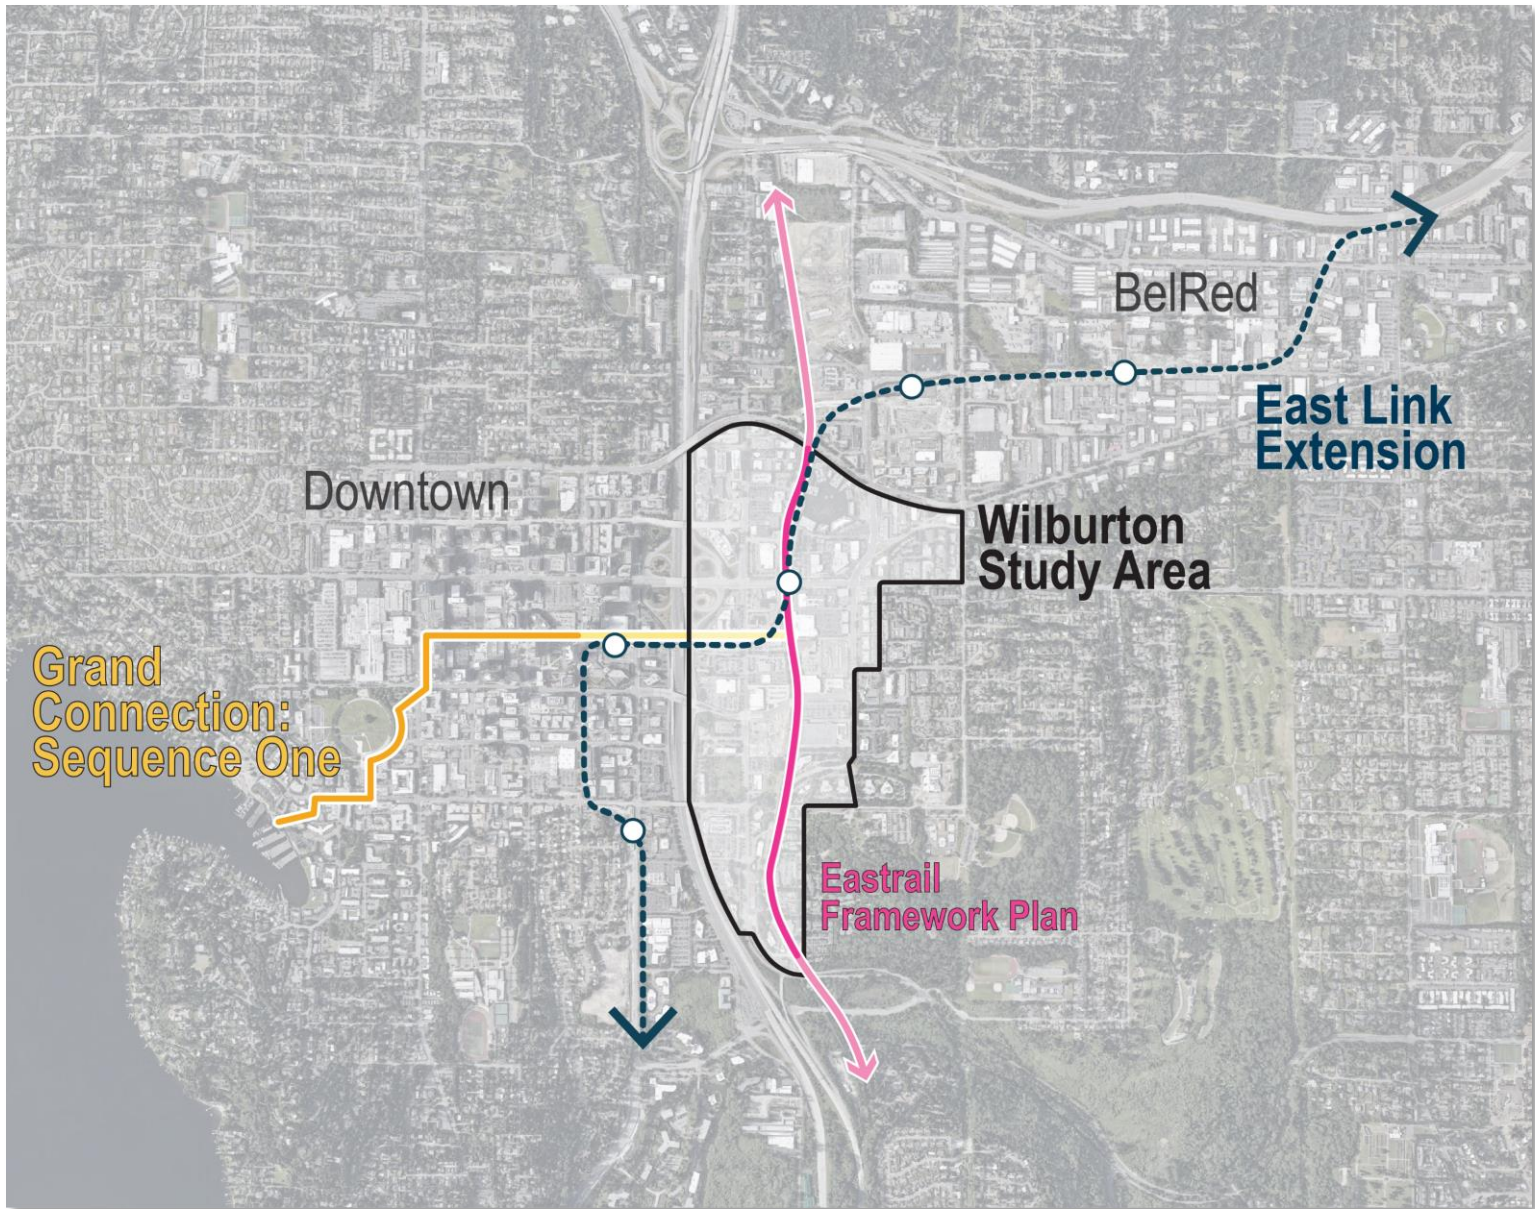 BelRed
East Link
Extension
Downtown
Wilburton
Study Area
Grand
Connection:
Sequence One
Eastrail
Framework Plan